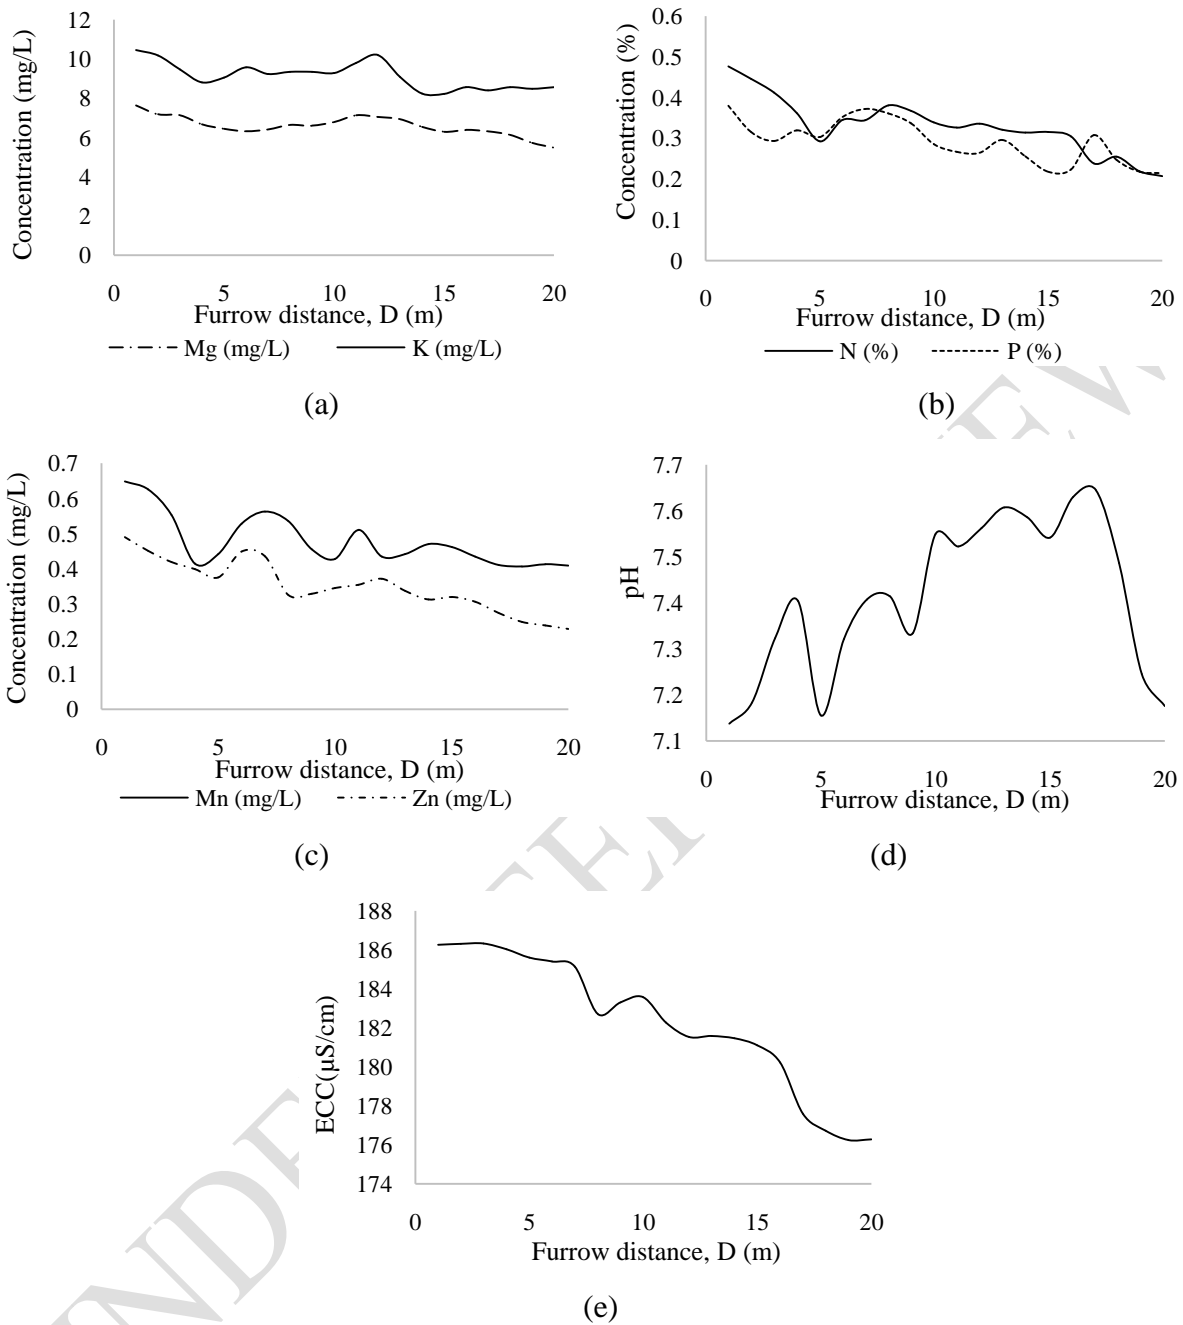 Concentration (mg/L)
12
10
8
6
4
2
0
0 5 10 15 20
Furrow distance, D (m)
Mg (mg/L) K (mg/L)
(a)
Concentration (%)
0.6
0.5
0.4
0.3
0.2
0.1
0
0 5 10 15 20
Furrow distance, D (m)
N (%) P (%)
(b)
Concentration (mg/L)
0.7
0.6
0.5
0.4
0.3
0.2
0.1
0
0 5 10 15 20
Furrow distance, D (m)
Mn (mg/L) Zn (mg/L)
(c)
pH
7.7
7.6
7.5
7.4
7.3
7.2
7.1
0 5 10 15 20
Furrow distance, D (m)
(d)
ECC(µS/cm)
188
186
184
182
180
178
176
174
0 5 10 15 20
Furrow distance, D (m)
(e)